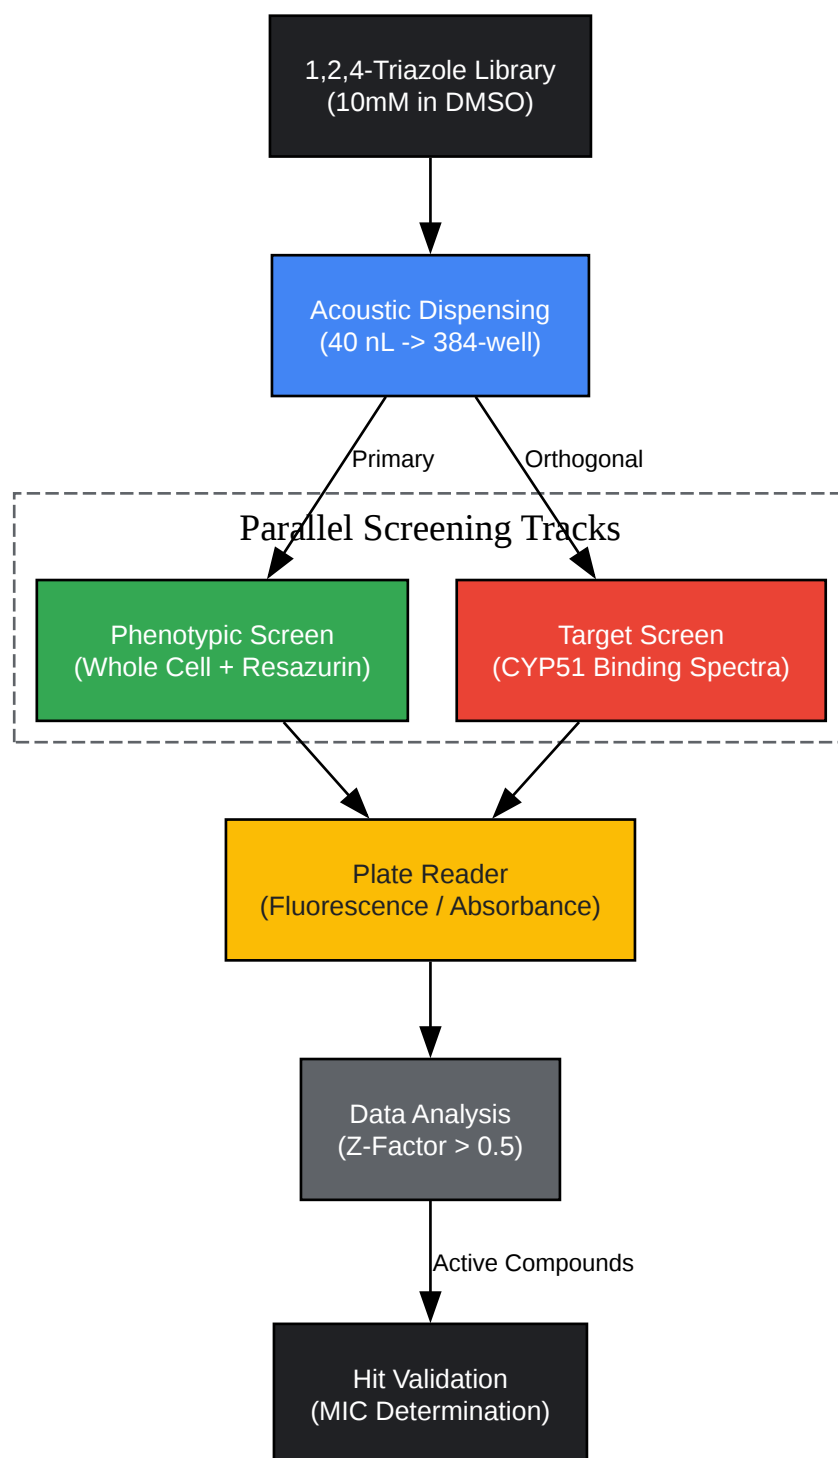 1,2,4-Triazole Library
(10mM in DMSO)
Acoustic Dispensing
(40 nL -> 384-well)
Primary
Orthogonal
Parallel Screening Tracks
Phenotypic Screen
(Whole Cell + Resazurin)
Target Screen
(CYP51 Binding Spectra)
Plate Reader
(Fluorescence / Absorbance)
Data Analysis
(Z-Factor > 0.5)
Active Compounds
Hit Validation
(MIC Determination)